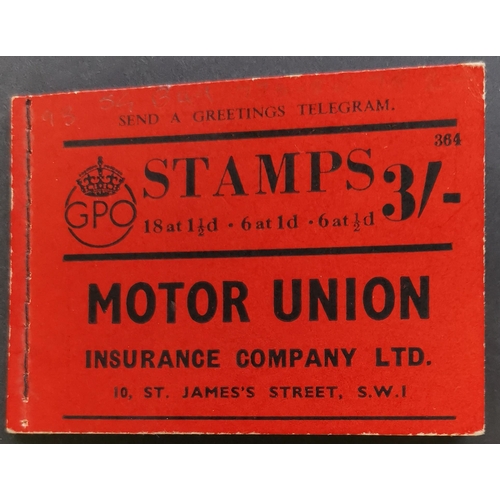 SEND A GREETINGS TELEGRAM.
364
GPO
STAMPS 3/-
18 at 1½d · 6 at 1d · 6 at ½d
MOTOR UNION
INSURANCE COMPANY LTD.
10, ST. JAMES'S STREET, S.W.1